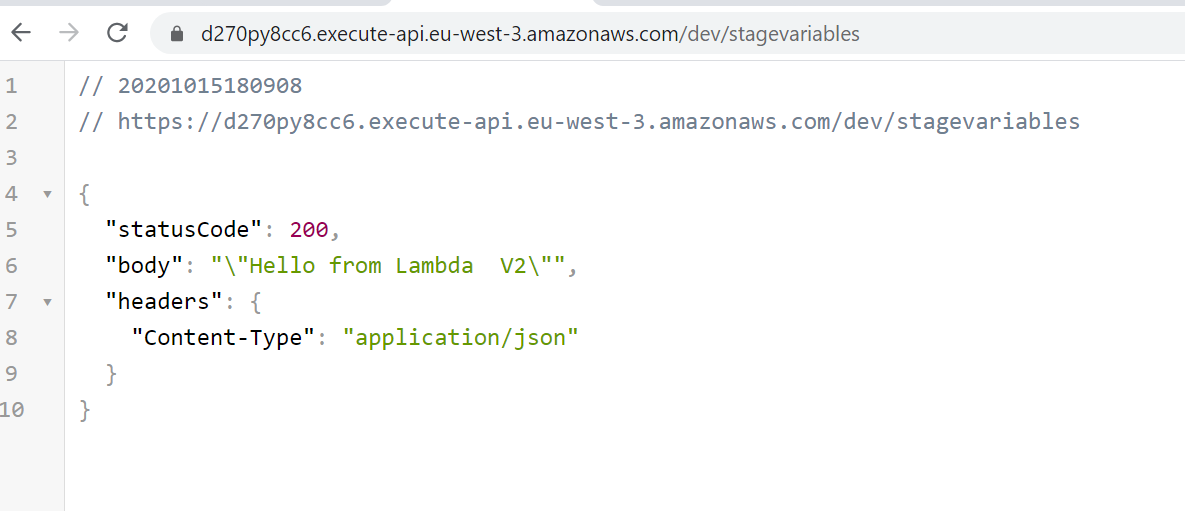 d270py8cc6.execute-api.eu-west-3.amazonaws.com/dev/stagevariables
1 // 20201015180908
2 // https://d270py8cc6.execute-api.eu-west-3.amazonaws.com/dev/stagevariables
3
4 {
5 "statusCode": 200,
6 "body": "\"Hello from Lambda  V2\"",
7 "headers": {
8 "Content-Type": "application/json"
9 }
10 }